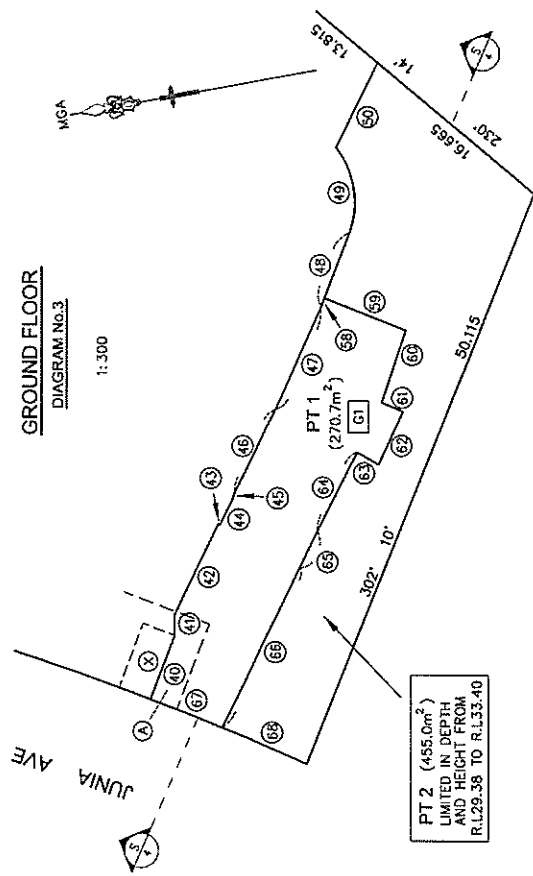 GROUND FLOOR
DIAGRAM No.3
1:300
MGA
13.815
14'
16.665
230°
S
4
50
49
48
59
47
58
60
PT 1
(270.7m²)
G1
61
62
46
63
43
45
44
64
42
65
41
X
40
67
A
66
68
JUNIA AVE
50.115
302°
10'
S
4
PT 2 (455.0m²)
LIMITED IN DEPTH
AND HEIGHT FROM
R.L29.38 TO R.L33.40